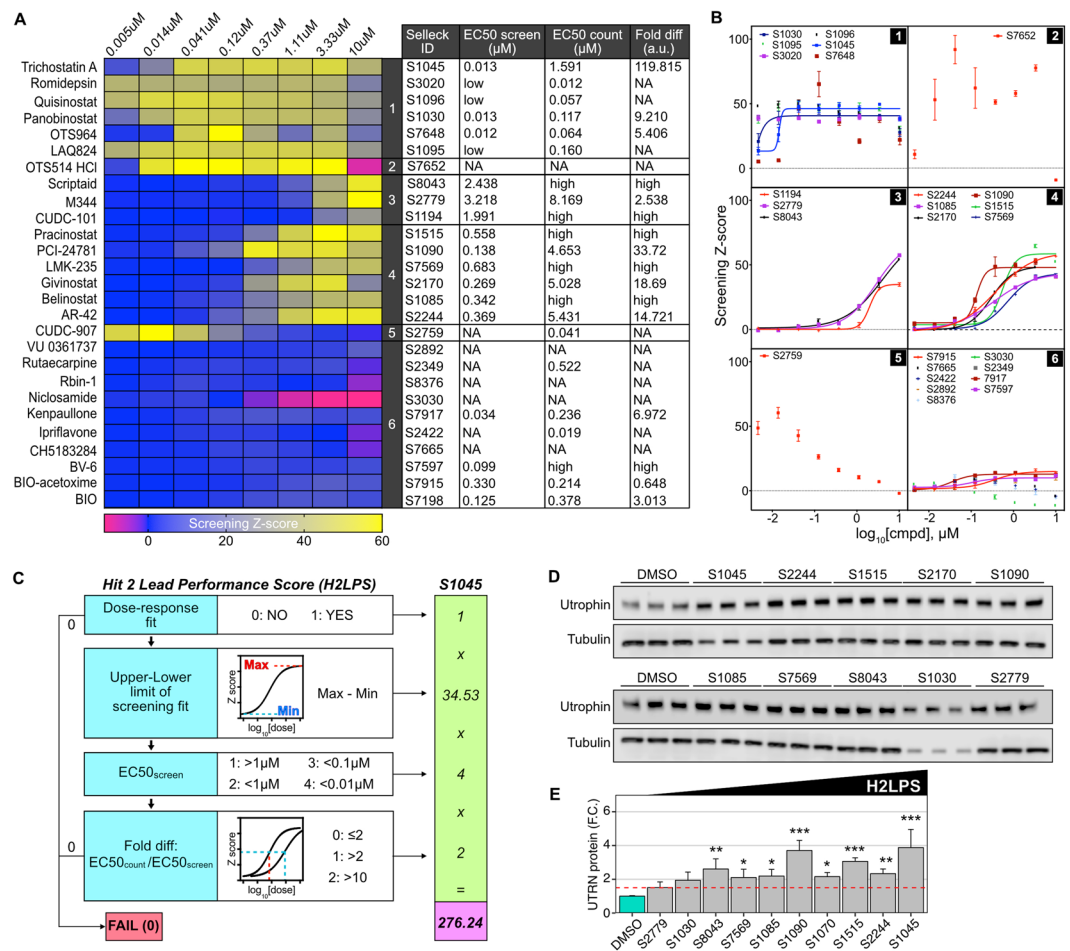 A
0.005uM 0.014uM 0.041uM 0.12uM 0.37uM 1.11uM 3.33uM 10uM
Selleck ID EC50 screen (µM) EC50 count (µM) Fold diff (a.u.)
Trichostatin A S1045 0.013 1.591 119.815
Romidepsin S3020 low 0.012 NA
Quisinostat S1096 low 0.057 NA
Panobinostat 1 S1030 0.013 0.117 9.210
OTS964 S7648 0.012 0.064 5.406
LAQ824 S1095 low 0.160 NA
OTS514 HCl 2 S7652 NA NA NA
Scriptaid S8043 2.438 high high
M344 3 S2779 3.218 8.169 2.538
CUDC-101 S1194 1.991 high high
Pracinostat S1515 0.558 high high
PCI-24781 S1090 0.138 4.653 33.72
LMK-235 S7569 0.683 high high
Givinostat 4 S2170 0.269 5.028 18.69
Belinostat S1085 0.342 high high
AR-42 S2244 0.369 5.431 14.721
CUDC-907 5 S2759 NA 0.041 NA
VU 0361737 S2892 NA NA NA
Rutaecarpine S2349 NA 0.522 NA
Rbin-1 S8376 NA NA NA
Niclosamide S3030 NA NA NA
Kenpaullone 6 S7917 0.034 0.236 6.972
Ipriflavone S2422 NA 0.019 NA
CH5183284 S7665 NA NA NA
BV-6 S7597 0.099 high high
BIO-acetoxime S7915 0.330 0.214 0.648
BIO S7198 0.125 0.378 3.013
Screening Z-score
0 20 40 60
B
Screening Z-score
100
50
0
S1030 S1096
S1095 S1045
S3020 S7648
1
S7652
2
100
50
0
S1194
S2779
S8043
3
S2244 S1090
S1085 S1515
S2170 S7569
4
100
50
0
S2759
5
S7915 S3030
S7665 S2349
S2422 7917
S2892 S7597
S8376
6
-2 -1 0 1 -2 -1 0 1
log10[cmpd], µM
C
Hit 2 Lead Performance Score (H2LPS) S1045
0
Dose-response fit
0: NO 1: YES
1
x
Upper-Lower limit of screening fit
Z score
Max
Min
log10[dose]
Max - Min
34.53
x
EC50screen
1: >1µM 3: <0.1µM
2: <1µM 4: <0.01µM
4
x
0
Fold diff: EC50count/EC50screen
Z score
log10[dose]
0: ≤2
1: >2
2: >10
2
=
FAIL (0)
276.24
D
DMSO S1045 S2244 S1515 S2170 S1090
Utrophin
Tubulin
DMSO S1085 S7569 S8043 S1030 S2779
Utrophin
Tubulin
E
H2LPS
UTRN protein (F.C.)
6
4
2
0
** * * *** * *** ** ***
DMSO S2779 S1030 S8043 S7569 S1085 S1090 S1070 S1515 S2244 S1045